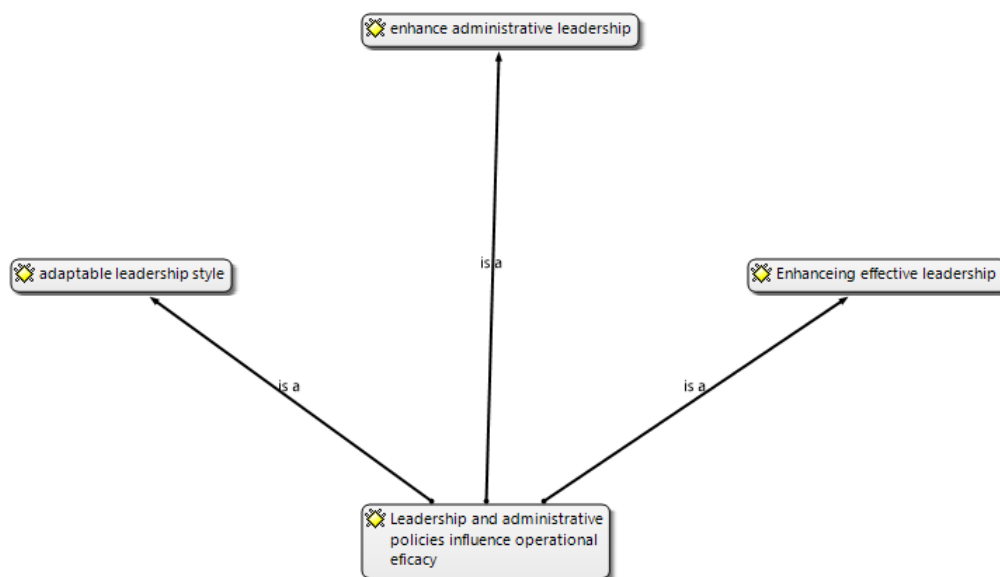 enhance administrative leadership
is a
adaptable leadership style
Enhanceing effective leadership
is a
is a
Leadership and administrative
policies influence operational
eficacy